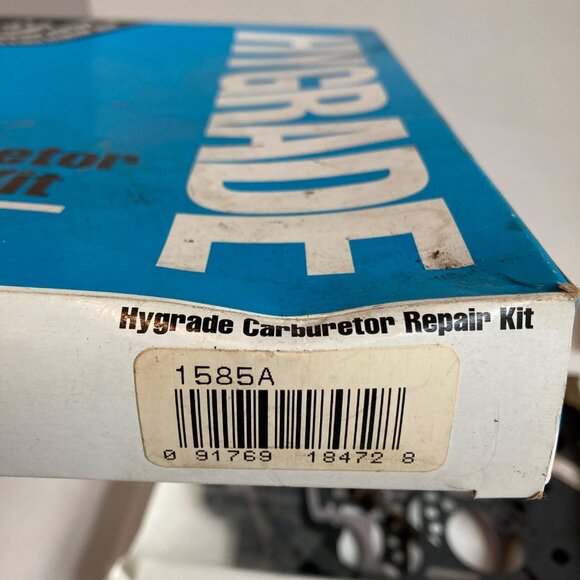 HYGRADE
Kit
Hygrade Carburetor Repair Kit
1585A
0 91769 18472 8